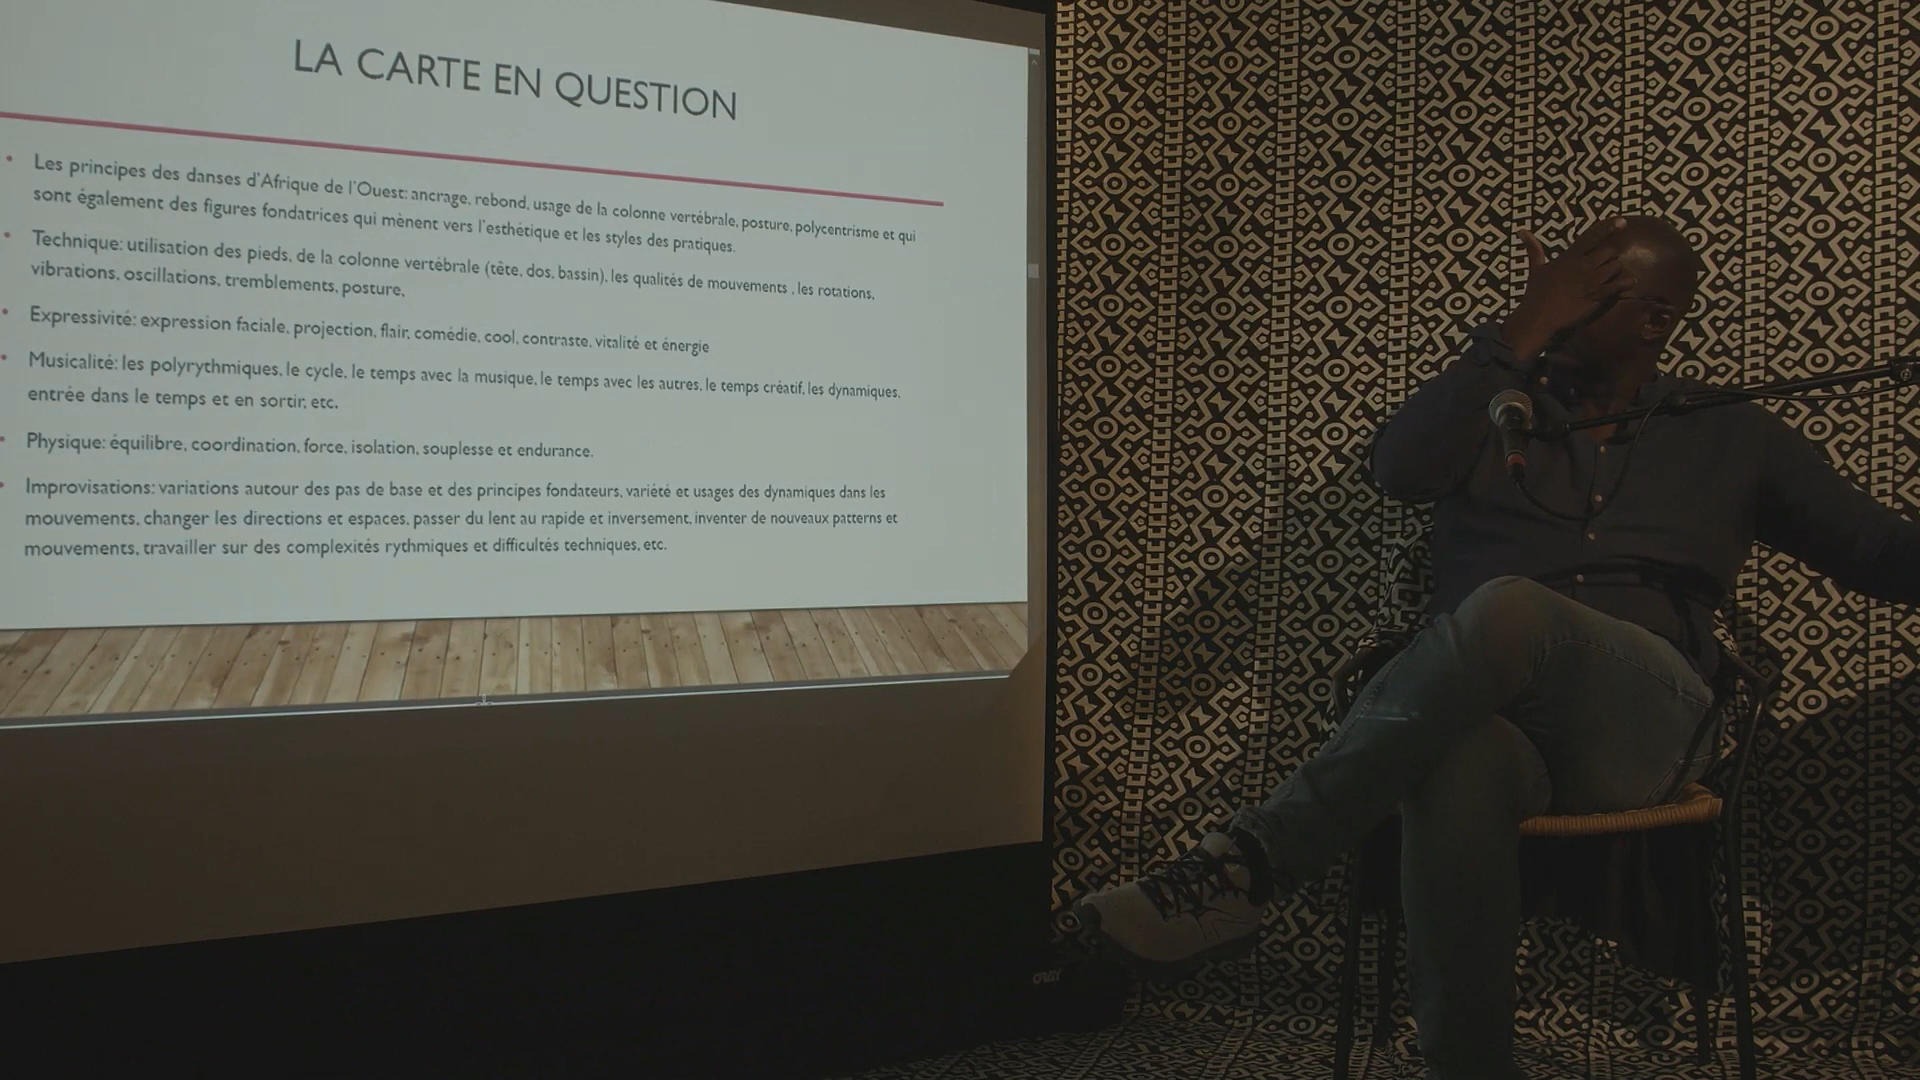 LA CARTE EN QUESTION
• Les principes des danses d'Afrique de l'Ouest: ancrage, rebond, usage de la colonne vertébrale, posture, polycentrisme et qui
sont également des figures fondatrices qui mènent vers l'esthétique et les styles des pratiques.
• Technique: utilisation des pieds, de la colonne vertébrale (tête, dos, bassin), les qualités de mouvements , les rotations,
vibrations, oscillations, tremblements, posture,
• Expressivité: expression faciale, projection, flair, comédie, cool, contraste, vitalité et énergie
• Musicalité: les polyrythmiques, le cycle, le temps avec la musique, le temps avec les autres, le temps créatif, les dynamiques,
entrée dans le temps et en sortir, etc.
• Physique: équilibre, coordination, force, isolation, souplesse et endurance.
• Improvisations: variations autour des pas de base et des principes fondateurs, variété et usages des dynamiques dans les
mouvements, changer les directions et espaces, passer du lent au rapide et inversement, inventer de nouveaux patterns et
mouvements, travailler sur des complexités rythmiques et difficultés techniques, etc.